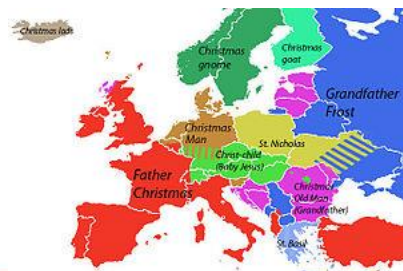 Christmas lads
Christmas
gnome
Christmas
goat
Grandfather
Frost
Christmas
Man
St. Nicholas
Christ-child
(Baby Jesus)
Father
Christmas
Christmas
Old Man
(Grandfather)
St. Basil